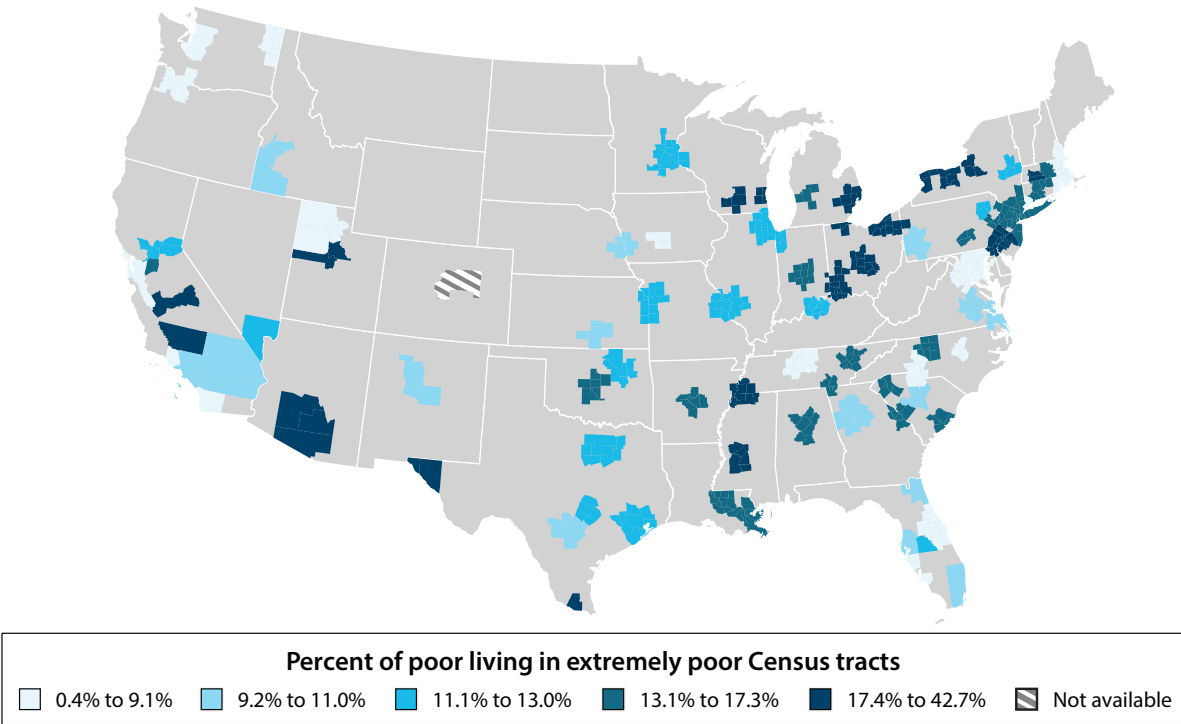 Percent of poor living in extremely poor Census tracts
0.4% to 9.1% 9.2% to 11.0% 11.1% to 13.0% 13.1% to 17.3% 17.4% to 42.7% Not available